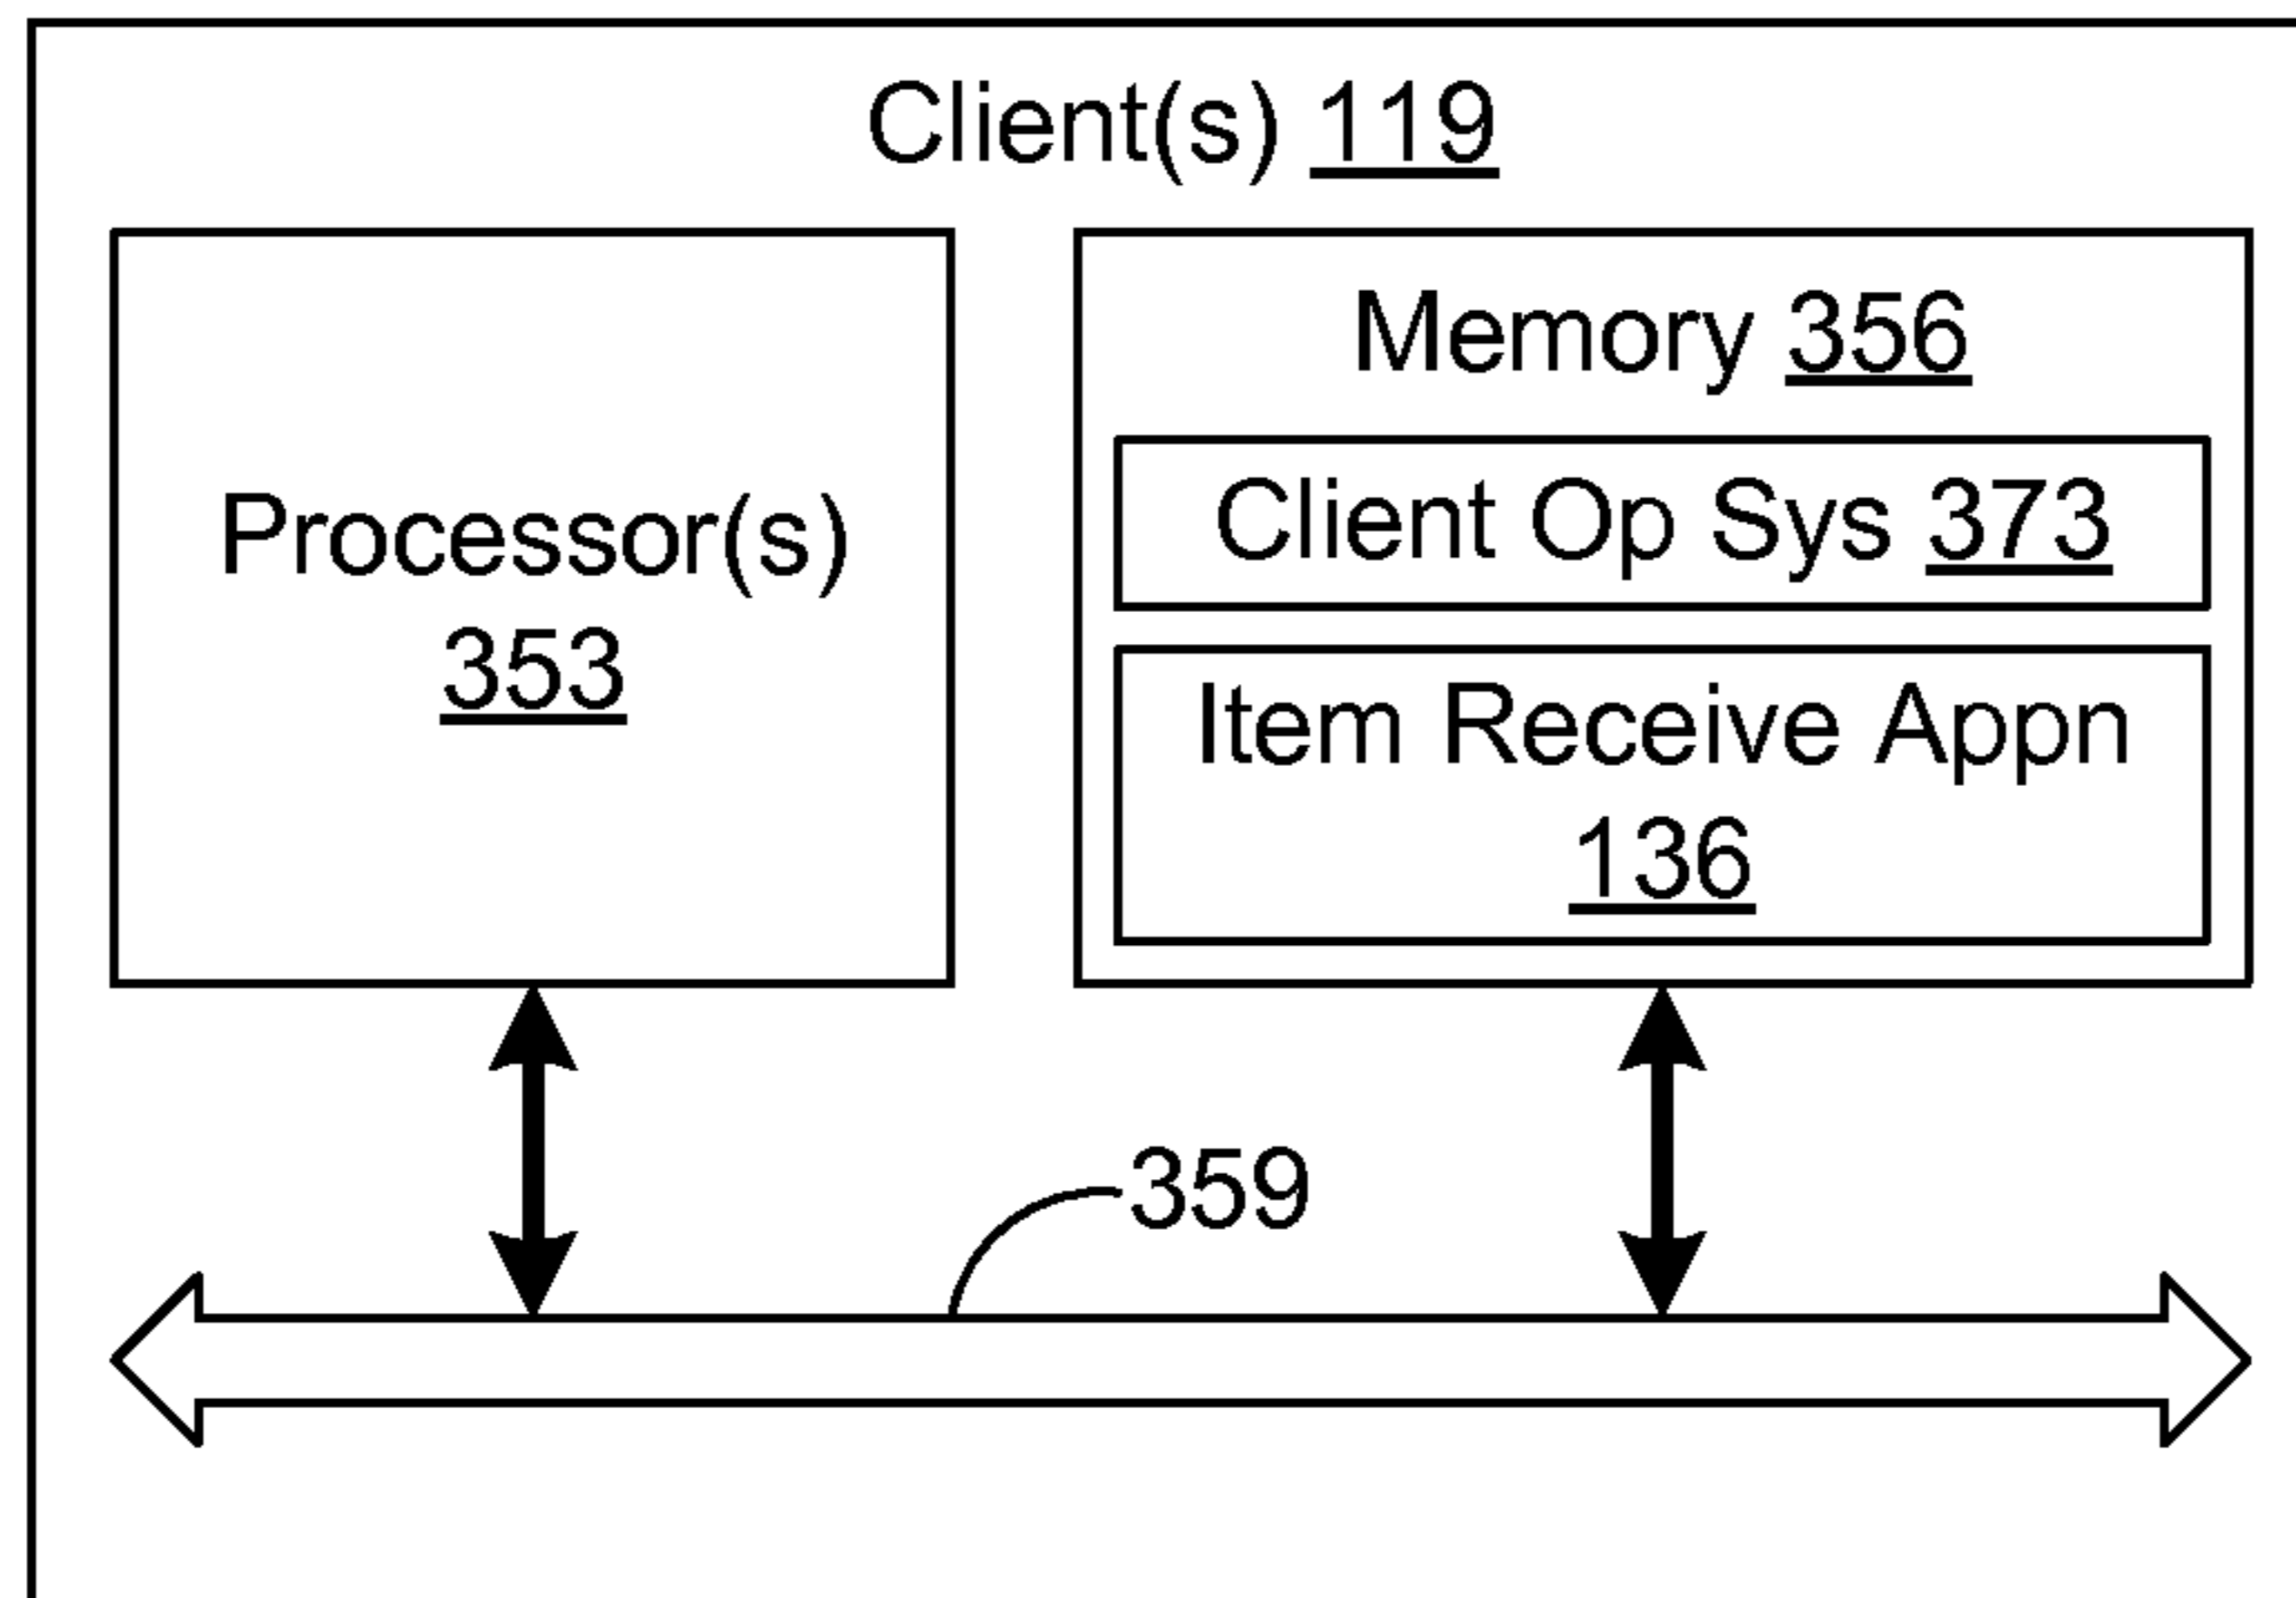 Client(s) 119
Processor(s)
353
Memory 356
Client Op Sys 373
Item Receive Appn
136
359